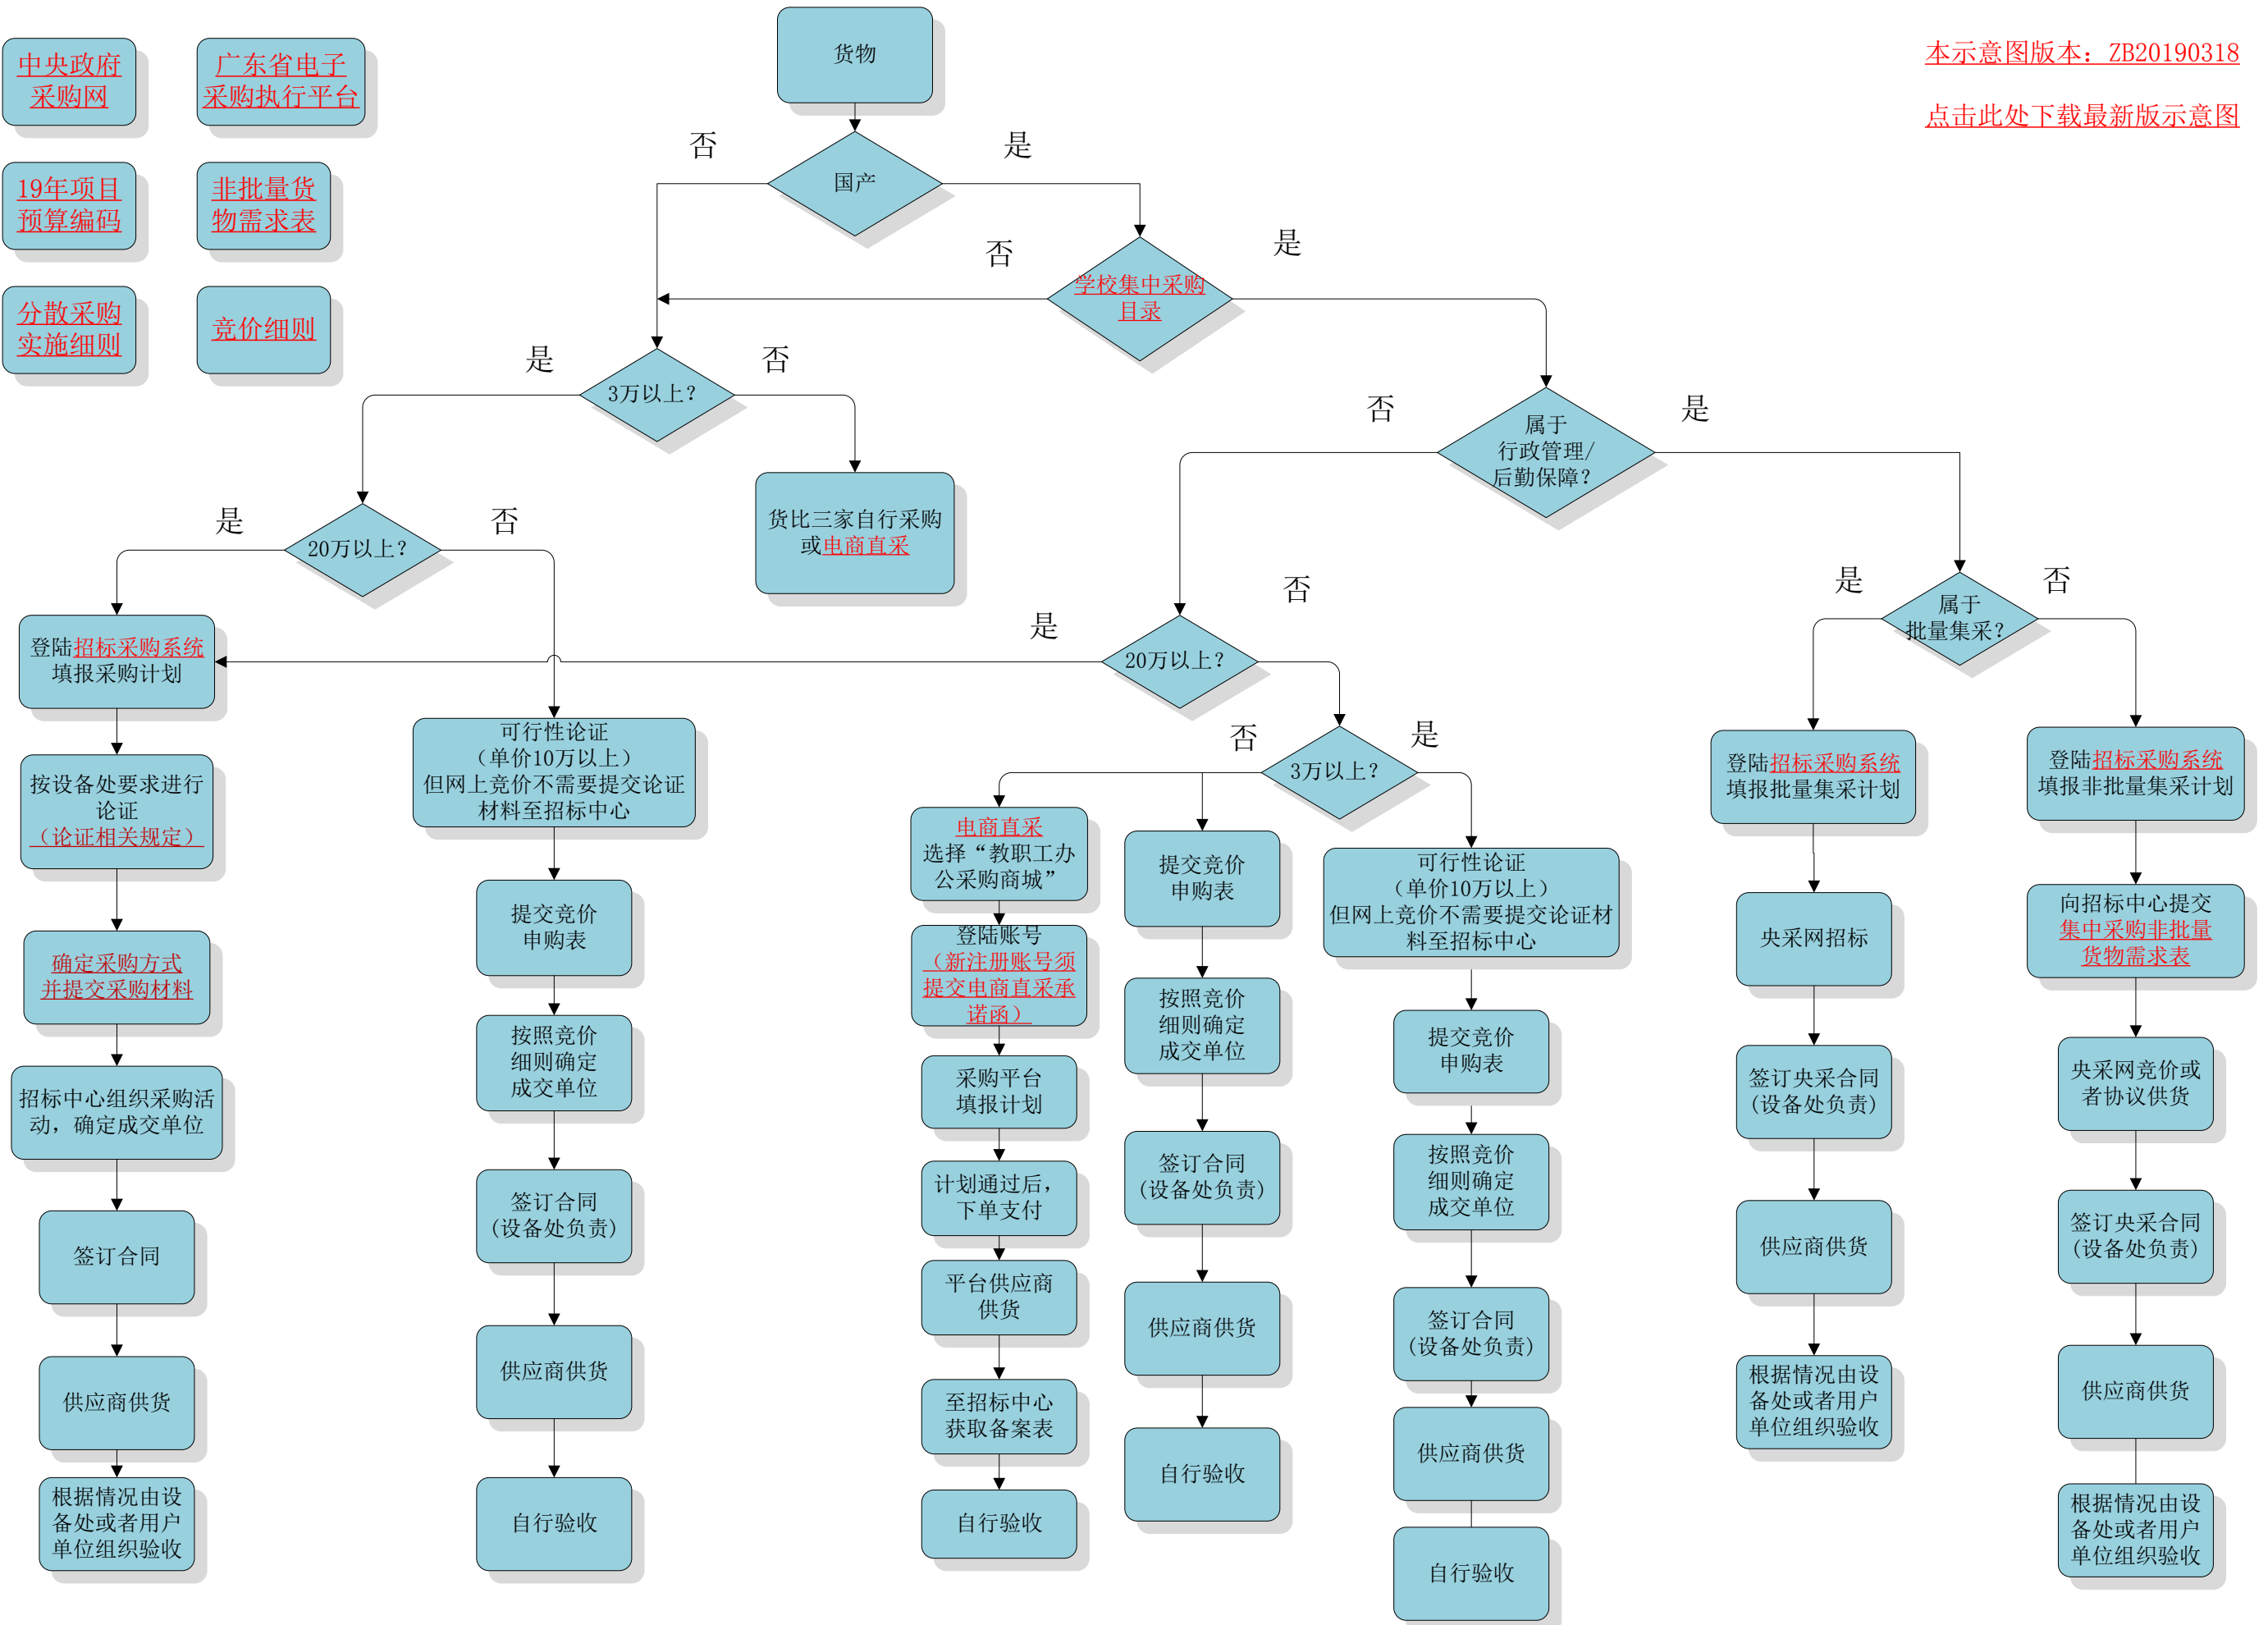 中央政府
采购网
广东省电子
采购执行平台
19年项目
预算编码
非批量货
物需求表
分散采购
实施细则
竞价细则
本示意图版本：ZB20190318
点击此处下载最新版示意图
货物
否
是
国产
否
是
学校集中采购
目录
是
否
3万以上？
否
是
属于
行政管理/
后勤保障？
货比三家自行采购
或电商直采
是
否
20万以上？
是
否
20万以上？
是
否
属于
批量集采？
登陆招标采购系统
填报采购计划
按设备处要求进行
论证
（论证相关规定）
确定采购方式
并提交采购材料
招标中心组织采购活
动，确定成交单位
签订合同
供应商供货
根据情况由设
备处或者用户
单位组织验收
可行性论证
（单价10万以上）
但网上竞价不需要提交论证
材料至招标中心
提交竞价
申购表
按照竞价
细则确定
成交单位
签订合同
(设备处负责)
供应商供货
自行验收
否
是
3万以上？
电商直采
选择“教职工办
公采购商城”
登陆账号
（新注册账号须
提交电商直采承
诺函）
采购平台
填报计划
计划通过后，
下单支付
平台供应商
供货
至招标中心
获取备案表
自行验收
提交竞价
申购表
按照竞价
细则确定
成交单位
签订合同
(设备处负责)
供应商供货
自行验收
可行性论证
（单价10万以上）
但网上竞价不需要提交论证材
料至招标中心
提交竞价
申购表
按照竞价
细则确定
成交单位
签订合同
(设备处负责)
供应商供货
自行验收
登陆招标采购系统
填报批量集采计划
央采网招标
签订央采合同
(设备处负责)
供应商供货
根据情况由设
备处或者用户
单位组织验收
登陆招标采购系统
填报非批量集采计划
向招标中心提交
集中采购非批量
货物需求表
央采网竞价或
者协议供货
签订央采合同
(设备处负责)
供应商供货
根据情况由设
备处或者用户
单位组织验收